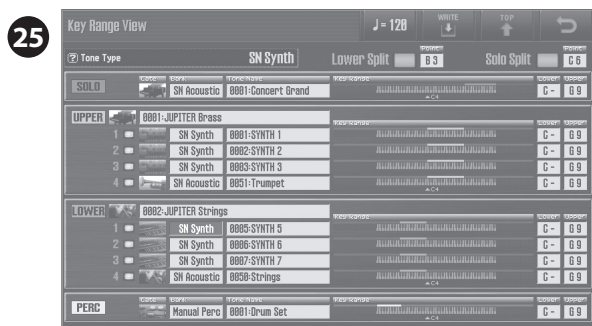 25
Key Range View ♩= 120 WRITE TOP
? Tone Type SN Synth Lower Split Point B 3 Solo Split Point C 6
Cate Bank Tone Name Key Range Lower Upper
SOLO SN Acoustic 0001:Concert Grand C4 C - G 9
UPPER 0001:JUPITER Brass
Key Range Lower Upper
1 SN Synth 0001:SYNTH 1 C - G 9
2 SN Synth 0002:SYNTH 2 C - G 9
3 SN Synth 0003:SYNTH 3 C - G 9
4 SN Acoustic 0051:Trumpet C - G 9
C4
LOWER 0002:JUPITER Strings
Key Range Lower Upper
1 SN Synth 0005:SYNTH 5 C - G 9
2 SN Synth 0006:SYNTH 6 C - G 9
3 SN Synth 0007:SYNTH 7 C - G 9
4 SN Acoustic 0050:Strings C - G 9
C4
Cate Bank Tone Name Key Range Lower Upper
PERC Manual Perc 0001:Drum Set C - G 9
C4